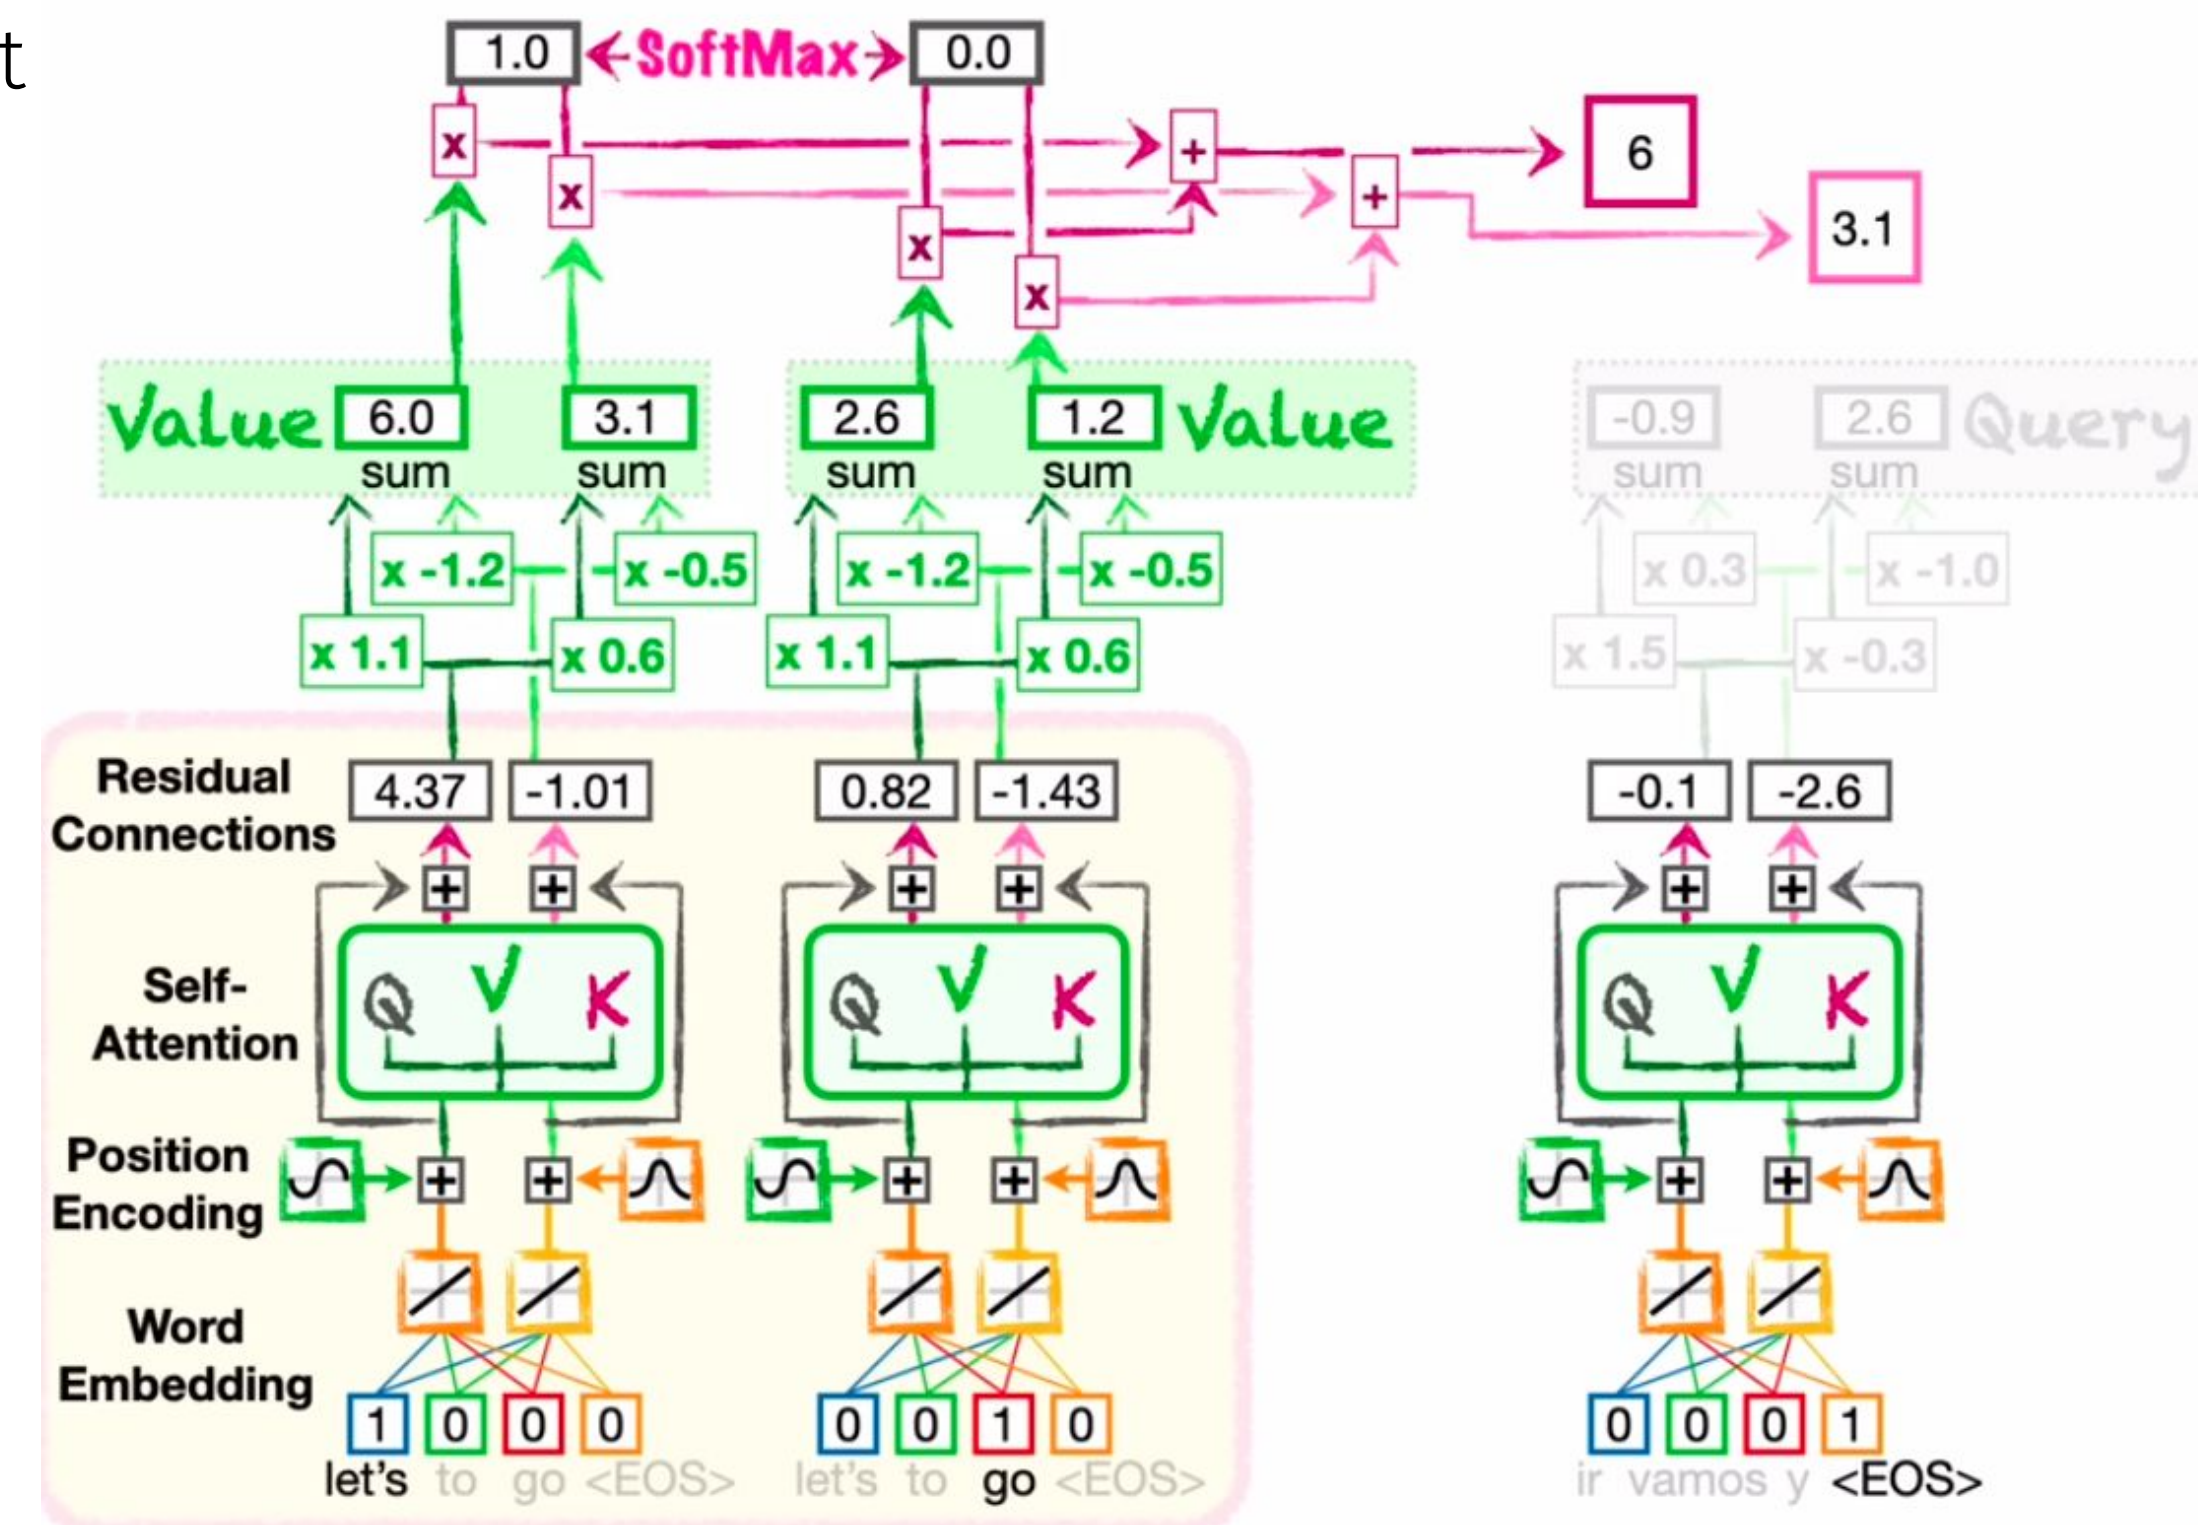 t
1.0 SoftMax 0.0
x + 6
x x + 3.1
x
x
Value 6.0 3.1 2.6 1.2 Value -0.9 2.6 Query
sum sum sum sum sum sum
x -1.2 x -0.5 x -1.2 x -0.5 x 0.3 x -1.0
x 1.1 x 0.6 x 1.1 x 0.6 x 1.5 x -0.3
Residual
Connections
4.37 -1.01 0.82 -1.43 -0.1 -2.6
+ + + + + +
Self-
Attention
Q V K Q V K Q V K
Position
Encoding
+ + + + + +
Word
Embedding
1 0 0 0 0 0 1 0 0 0 0 1
let's to go <EOS> let's to go <EOS> ir vamos y <EOS>